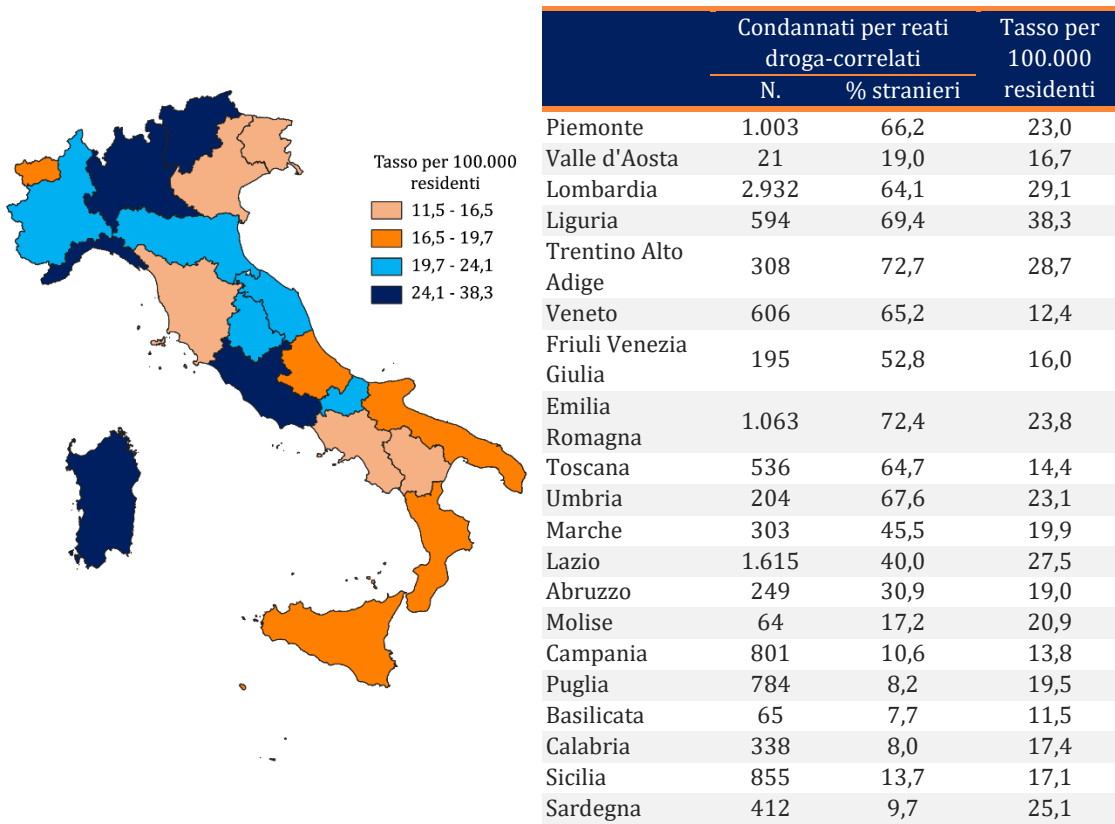 Tasso per 100.000
residenti
11,5 - 16,5
16,5 - 19,7
19,7 - 24,1
24,1 - 38,3
Condannati per reati
droga-correlati
Tasso per
100.000
residenti
N. % stranieri
Piemonte 1.003 66,2 23,0
Valle d'Aosta 21 19,0 16,7
Lombardia 2.932 64,1 29,1
Liguria 594 69,4 38,3
Trentino Alto
Adige 308 72,7 28,7
Veneto 606 65,2 12,4
Friuli Venezia
Giulia 195 52,8 16,0
Emilia
Romagna 1.063 72,4 23,8
Toscana 536 64,7 14,4
Umbria 204 67,6 23,1
Marche 303 45,5 19,9
Lazio 1.615 40,0 27,5
Abruzzo 249 30,9 19,0
Molise 64 17,2 20,9
Campania 801 10,6 13,8
Puglia 784 8,2 19,5
Basilicata 65 7,7 11,5
Calabria 338 8,0 17,4
Sicilia 855 13,7 17,1
Sardegna 412 9,7 25,1